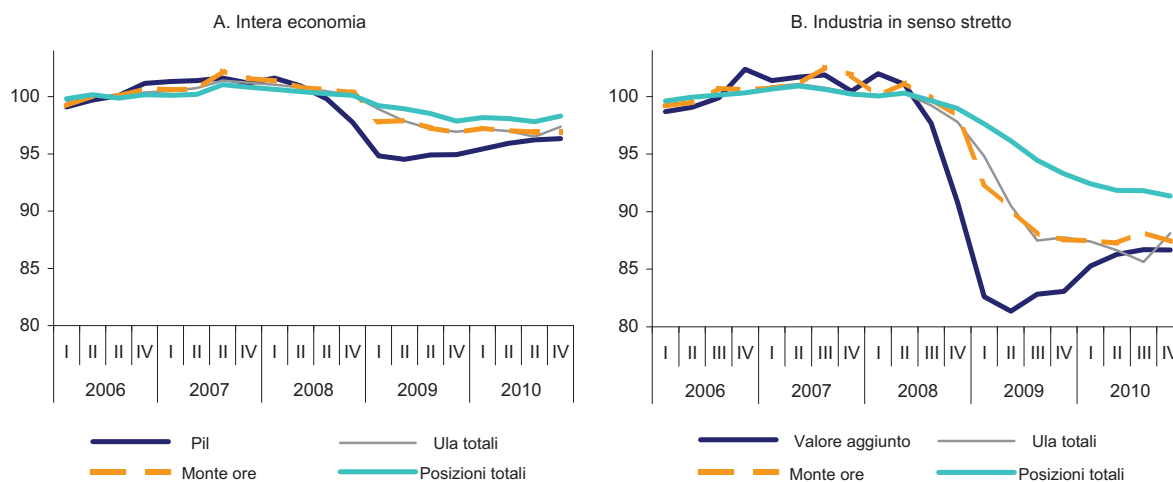 A. Intera economia
100
95
90
85
80
I II II IV I II II IV I II II IV I II II IV I II II IV
2006 2007 2008 2009 2010
Pil
Ula totali
Monte ore
Posizioni totali
B. Industria in senso stretto
100
95
90
85
80
I II III IV I II III IV I II III IV I II III IV I II III IV
2006 2007 2008 2009 2010
Valore aggiunto
Ula totali
Monte ore
Posizioni totali